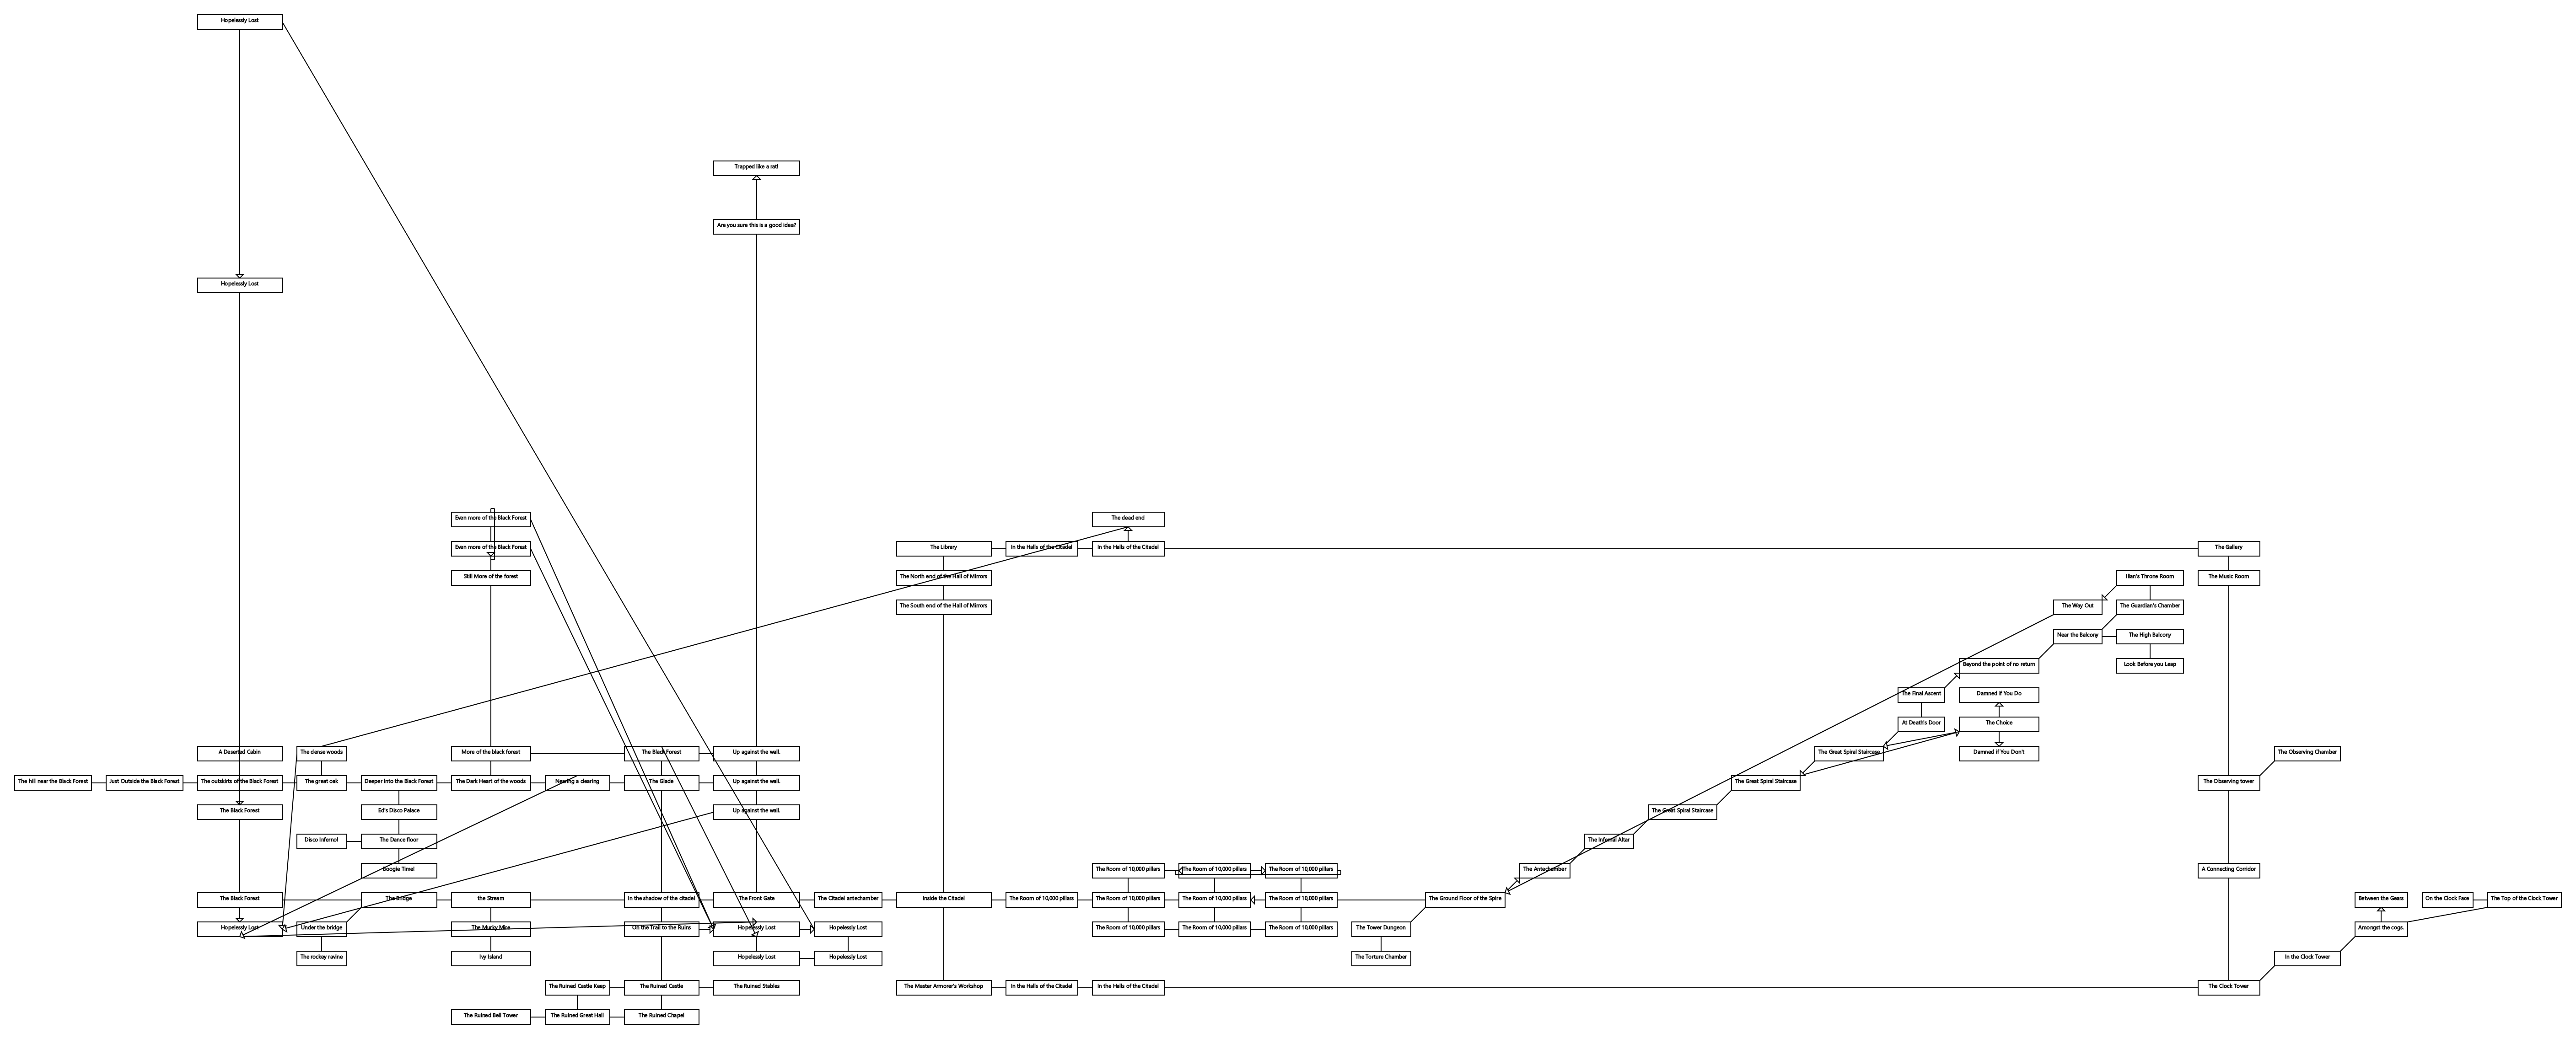 Hopelessly Lost
Trapped like a rat!
Are you sure this is a good idea?
Hopelessly Lost
Even more of the Black Forest
The dead end
Even more of the Black Forest
The Library
In the Halls of the Citadel
In the Halls of the Citadel
The Gallery
Still More of the forest
The North end of the Hall of Mirrors
Ilian's Throne Room
The Music Room
The South end of the Hall of Mirrors
The Way Out
The Guardian's Chamber
Near the Balcony
The High Balcony
Beyond the point of no return
Look Before you Leap
The Final Ascent
Damned if You Do
At Death's Door
The Choice
A Deserted Cabin
The dense woods
More of the black forest
The Black Forest
Up against the wall.
The Great Spiral Staircase
Damned if You Don't
The Observing Chamber
The hill near the Black Forest
Just Outside the Black Forest
The outskirts of the Black Forest
The great oak
Deeper into the Black Forest
The Dark Heart of the woods
Nearing a clearing
The Glade
Up against the wall.
The Great Spiral Staircase
The Observing tower
The Black Forest
Ed's Disco Palace
Up against the wall.
The Great Spiral Staircase
Disco Inferno!
The Dance floor
The Infernal Altar
Boogie Time!
The Room of 10,000 pillars
The Room of 10,000 pillars
The Room of 10,000 pillars
The Antechamber
A Connecting Corridor
The Black Forest
The Bridge
the Stream
In the shadow of the citadel
The Front Gate
The Citadel antechamber
Inside the Citadel
The Room of 10,000 pillars
The Room of 10,000 pillars
The Room of 10,000 pillars
The Room of 10,000 pillars
The Ground Floor of the Spire
Between the Gears
On the Clock Face
The Top of the Clock Tower
Hopelessly Lost
Under the bridge
The Murky Mire
On the Trail to the Ruins
Hopelessly Lost
Hopelessly Lost
The Room of 10,000 pillars
The Room of 10,000 pillars
The Room of 10,000 pillars
The Tower Dungeon
Amongst the cogs.
The rockey ravine
Ivy Island
Hopelessly Lost
Hopelessly Lost
The Torture Chamber
In the Clock Tower
The Ruined Castle Keep
The Ruined Castle
The Ruined Stables
The Master Armorer's Workshop
In the Halls of the Citadel
In the Halls of the Citadel
The Clock Tower
The Ruined Bell Tower
The Ruined Great Hall
The Ruined Chapel